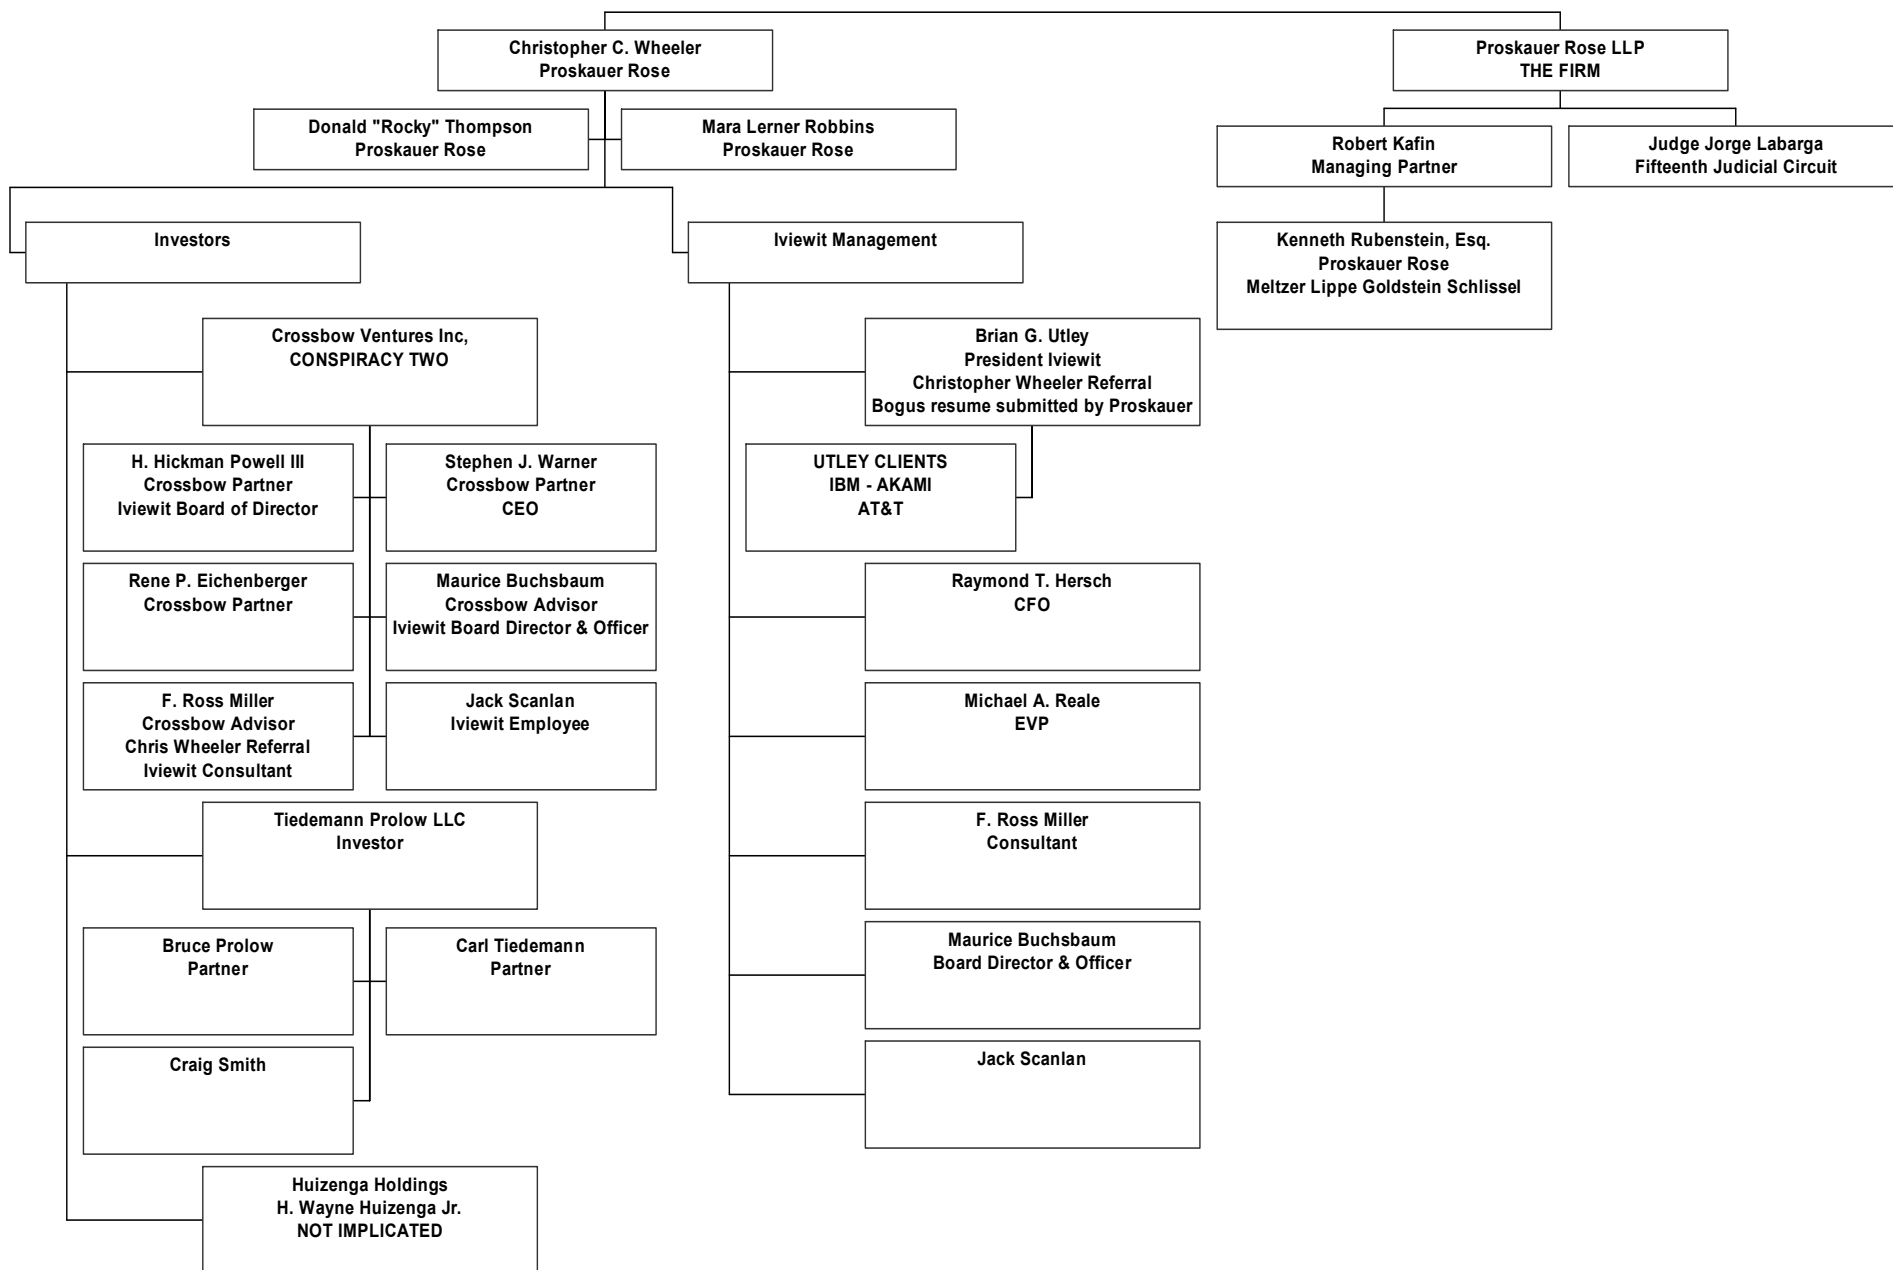 Christopher C. Wheeler
Proskauer Rose
Proskauer Rose LLP
THE FIRM
Donald "Rocky" Thompson
Proskauer Rose
Mara Lerner Robbins
Proskauer Rose
Robert Kafin
Managing Partner
Judge Jorge Labarga
Fifteenth Judicial Circuit
Investors
Iviewit Management
Kenneth Rubenstein, Esq.
Proskauer Rose
Meltzer Lippe Goldstein Schlissel
Crossbow Ventures Inc,
CONSPIRACY TWO
Brian G. Utley
President Iviewit
Christopher Wheeler Referral
Bogus resume submitted by Proskauer
H. Hickman Powell III
Crossbow Partner
Iviewit Board of Director
Stephen J. Warner
Crossbow Partner
CEO
UTLEY CLIENTS
IBM - AKAMI
AT&T
Rene P. Eichenberger
Crossbow Partner
Maurice Buchsbaum
Crossbow Advisor
Iviewit Board Director & Officer
Raymond T. Hersch
CFO
F. Ross Miller
Crossbow Advisor
Chris Wheeler Referral
Iviewit Consultant
Jack Scanlan
Iviewit Employee
Michael A. Reale
EVP
Tiedemann Prolow LLC
Investor
F. Ross Miller
Consultant
Bruce Prolow
Partner
Carl Tiedemann
Partner
Maurice Buchsbaum
Board Director & Officer
Craig Smith
Jack Scanlan
Huizenga Holdings
H. Wayne Huizenga Jr.
NOT IMPLICATED